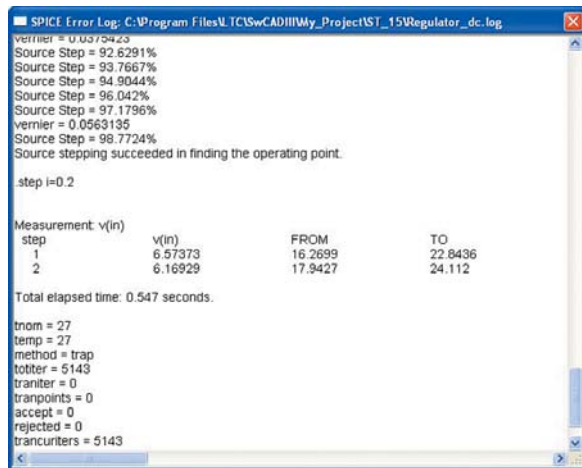 SPICE Error Log: C:\Program Files\LTC\SwCADIII\My_Project\ST_15\Regulator_dc.log
vernier = 0.0375423
Source Step = 92.6291%
Source Step = 93.7667%
Source Step = 94.9044%
Source Step = 96.042%
Source Step = 97.1796%
vernier = 0.0563135
Source Step = 98.7724%
Source stepping succeeded in finding the operating point.
.step i=0.2
Measurement: v(in)
step v(in) FROM TO
1 6.57373 16.2699 22.8436
2 6.16929 17.9427 24.112
Total elapsed time: 0.547 seconds.
tnom = 27
temp = 27
method = trap
totiter = 5143
traniter = 0
tranpoints = 0
accept = 0
rejected = 0
trancuriters = 5143